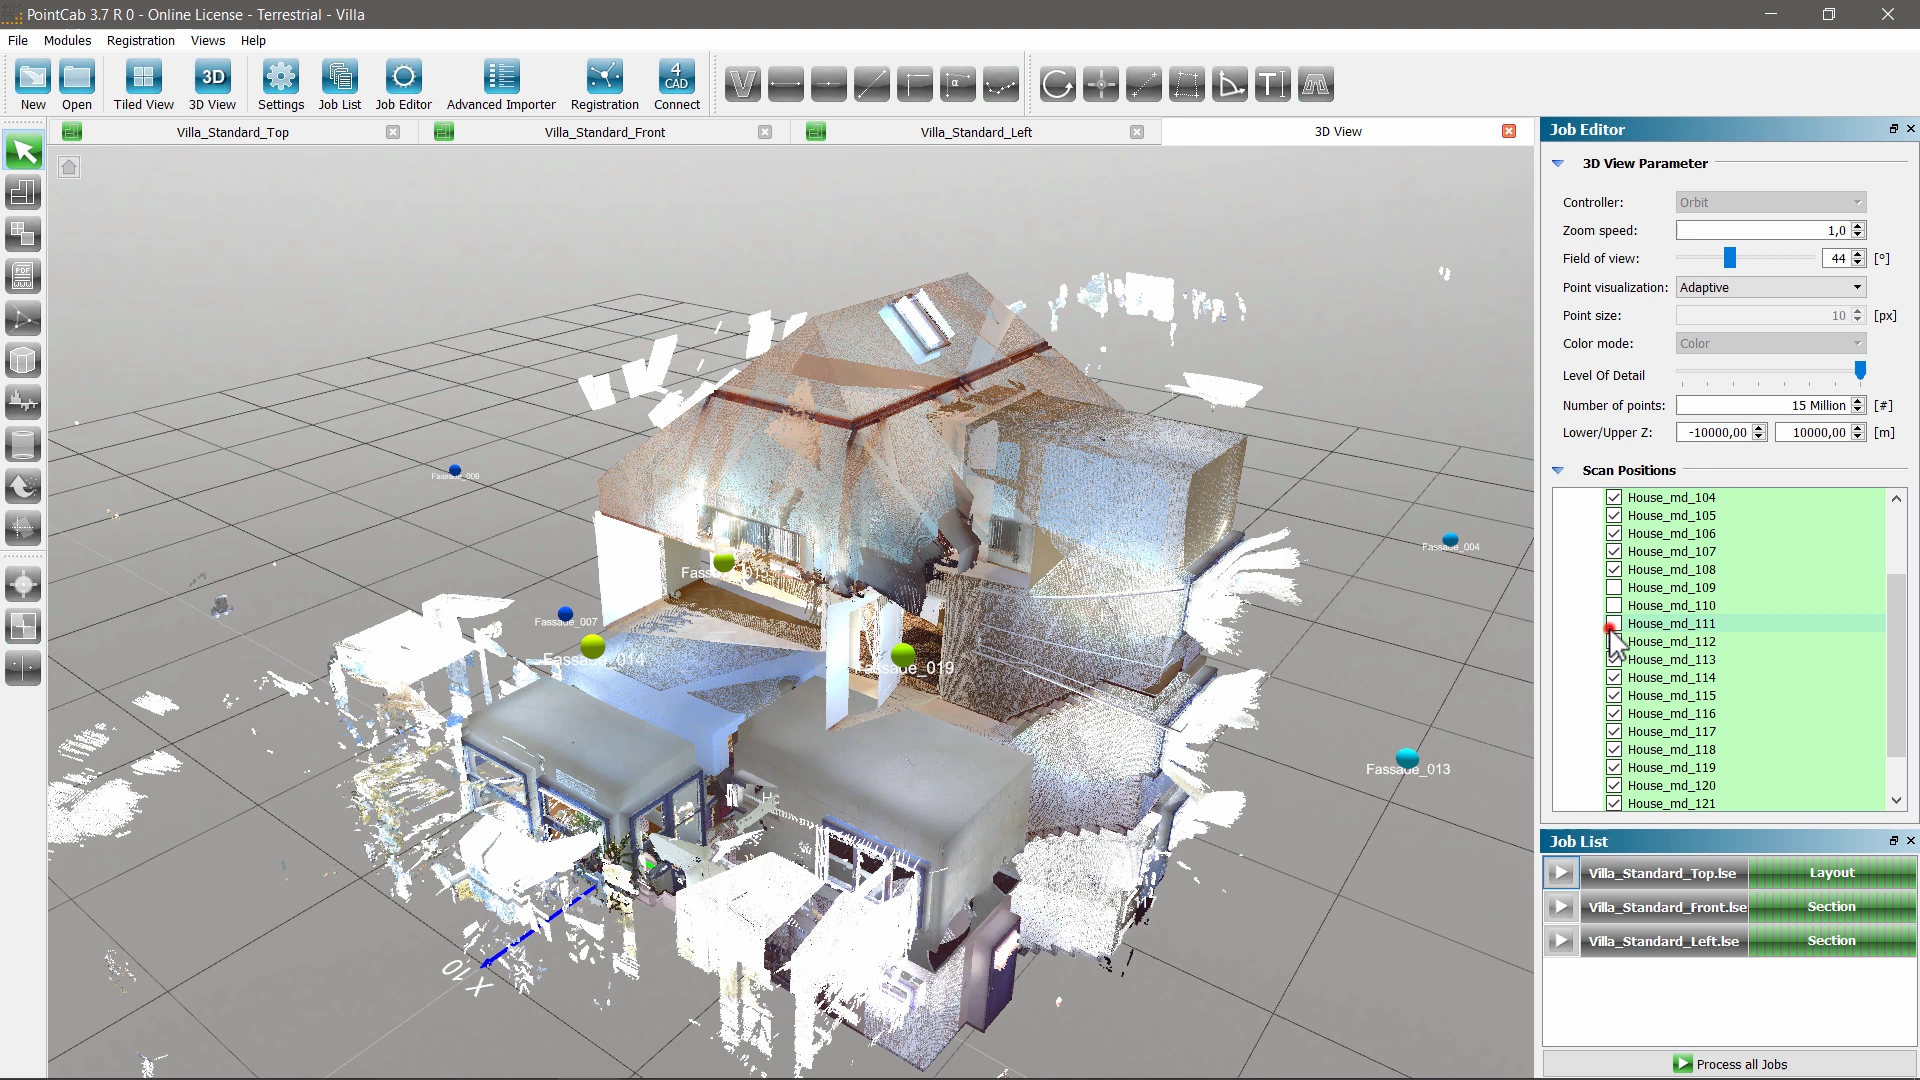 PointCab 3.7 R 0 - Online License - Terrestrial - Villa
File Modules Registration Views Help
New Open Tiled View 3D 3D View Settings Job List Job Editor Advanced Importer Registration 4 CAD Connect
Villa_Standard_Top Villa_Standard_Front Villa_Standard_Left 3D View
PDF
Fassade_004
Fassade_007
Fassade_014
Fassade_019
Fassade_013
X 10
Job Editor
3D View Parameter
Controller: Orbit
Zoom speed: 1,0
Field of view: 44 [°]
Point visualization: Adaptive
Point size: 10 [px]
Color mode: Color
Level Of Detail
Number of points: 15 Million [#]
Lower/Upper Z: -10000,00 10000,00 [m]
Scan Positions
House_md_104
House_md_105
House_md_106
House_md_107
House_md_108
House_md_109
House_md_110
House_md_111
House_md_112
House_md_113
House_md_114
House_md_115
House_md_116
House_md_117
House_md_118
House_md_119
House_md_120
House_md_121
Job List
Villa_Standard_Top.lse Layout
Villa_Standard_Front.lse Section
Villa_Standard_Left.lse Section
Process all Jobs